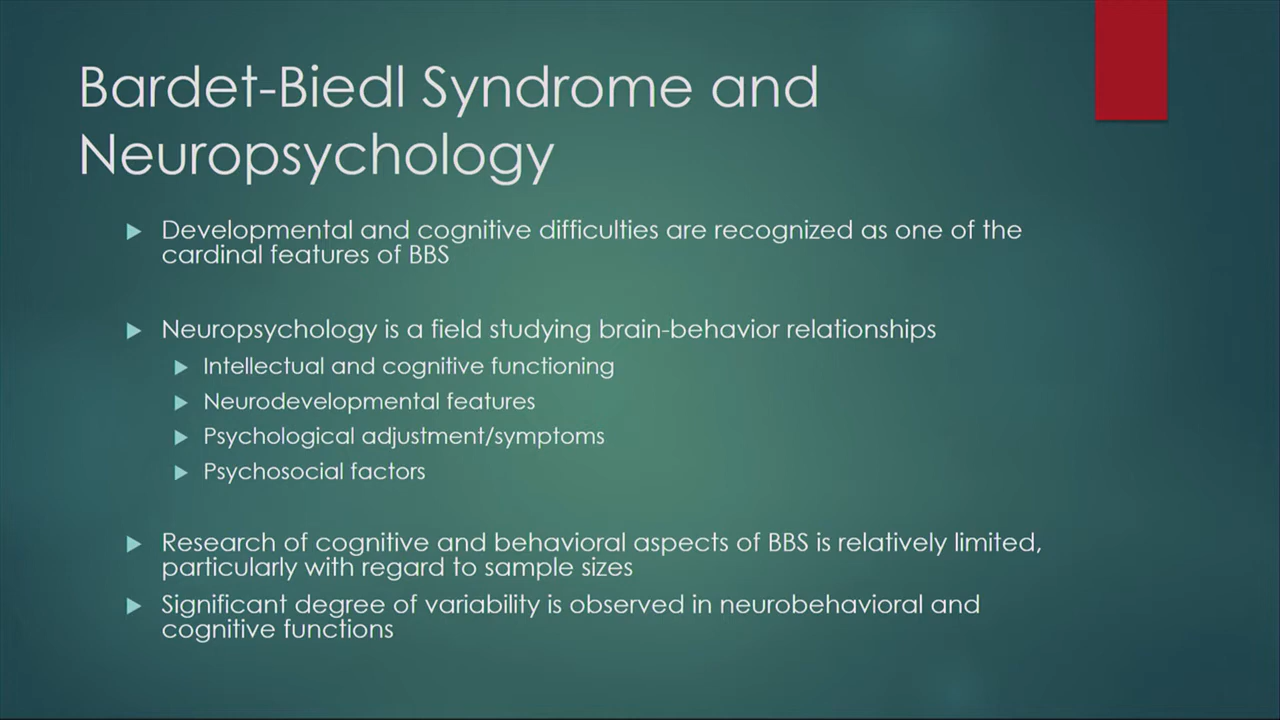 Bardet-Biedl Syndrome and
Neuropsychology
Developmental and cognitive difficulties are recognized as one of the
cardinal features of BBS
Neuropsychology is a field studying brain-behavior relationships
Intellectual and cognitive functioning
Neurodevelopmental features
Psychological adjustment/symptoms
Psychosocial factors
Research of cognitive and behavioral aspects of BBS is relatively limited,
particularly with regard to sample sizes
Significant degree of variability is observed in neurobehavioral and
cognitive functions